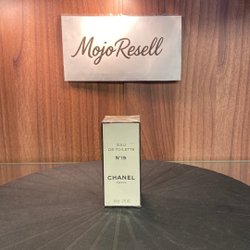 MojoResell
EAU
DE TOILETTE
N°19
CHANEL
PARIS